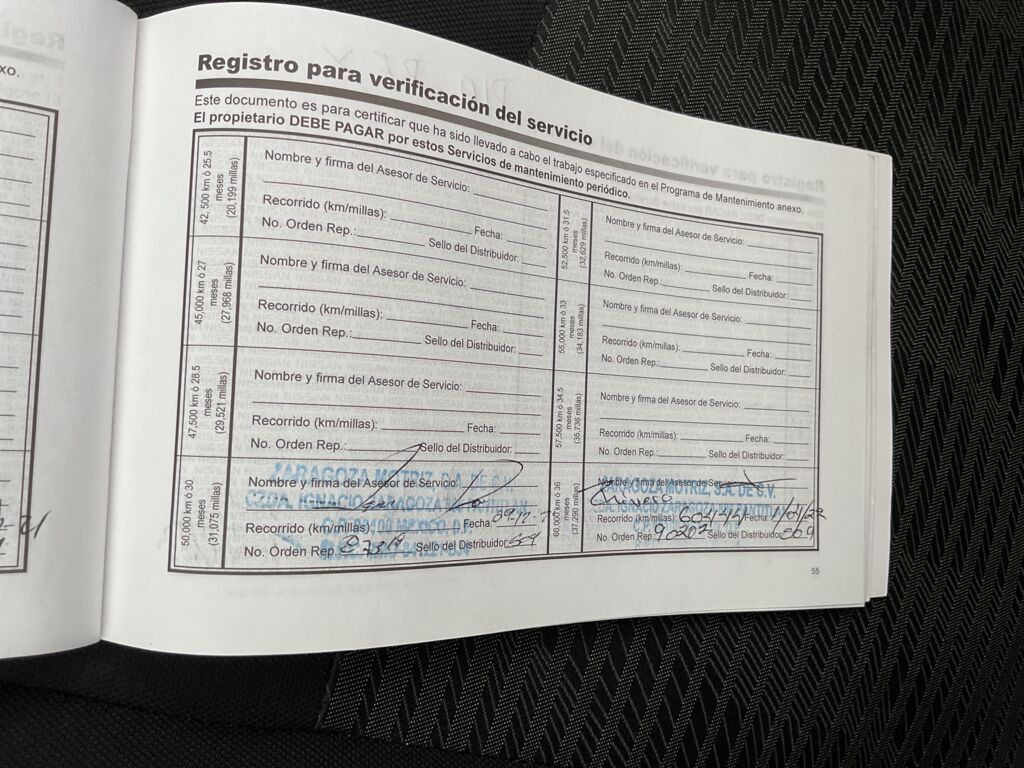 xo.
Registro para verificación del servicio
Este documento es para certificar que ha sido llevado a cabo el trabajo especificado en el Programa de Mantenimiento anexo.
El propietario DEBE PAGAR por estos Servicios de mantenimiento periódico.
42, 500 km ó 25.5
meses
(20,199 millas)
Nombre y firma del Asesor de Servicio:
Recorrido (km/millas): Fecha:
No. Orden Rep.: Sello del Distribuidor:
45,000 km ó 27
meses
(27,968 millas)
Nombre y firma del Asesor de Servicio:
Recorrido (km/millas): Fecha:
No. Orden Rep.: Sello del Distribuidor:
47,500 km ó 28.5
meses
(29,521 millas)
Nombre y firma del Asesor de Servicio:
Recorrido (km/millas): Fecha:
No. Orden Rep.: Sello del Distribuidor:
50,000 km ó 30
meses
(31,075 millas)
ZARAGOZA MOTRIZ, S.A. DE C.V.
Nombre y firma del Asesor de Servicio
CZDA. IGNACIO ZARAGOZA
Recorrido (km/millas): Fecha:
No. Orden Rep. Sello del Distribuidor:
52,500 km ó 31.5
meses
(32,629 millas)
Nombre y firma del Asesor de Servicio:
Recorrido (km/millas): Fecha:
No. Orden Rep.: Sello del Distribuidor:
55,000 km ó 33
meses
(34,183 millas)
Nombre y firma del Asesor de Servicio:
Recorrido (km/millas): Fecha:
No. Orden Rep.: Sello del Distribuidor:
57,500 km ó 34.5
meses
(35,736 millas)
Nombre y firma del Asesor de Servicio:
Recorrido (km/millas): Fecha:
No. Orden Rep.: Sello del Distribuidor:
60,000 km ó 36
meses
(37,290 millas)
Nombre y firma del Asesor de Servicio
ZARAGOZA MOTRIZ, S.A. DE C.V.
IGNACIO
Recorrido (km/millas) Fecha:
No. Orden Rep.: 90202 Sello del Distribuidor:
55